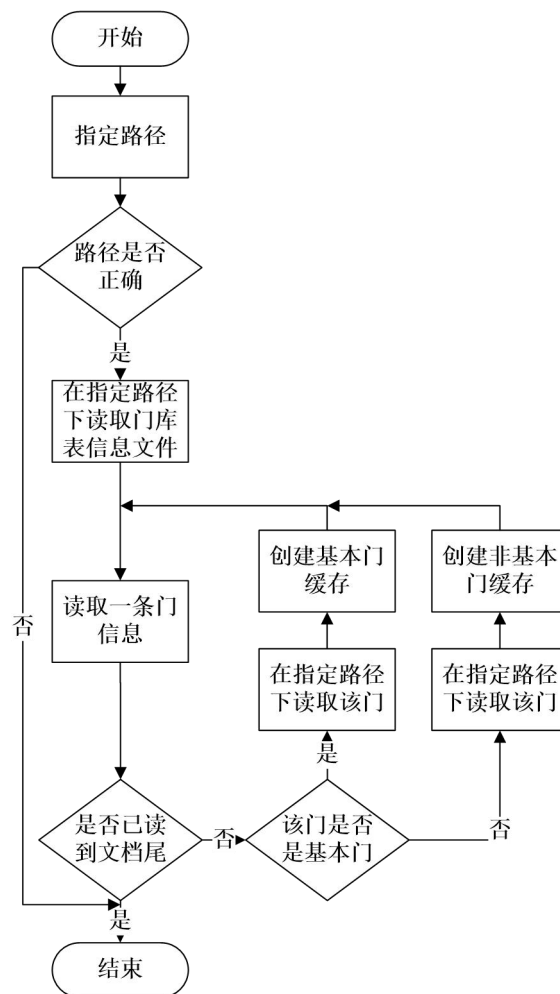 开始
指定路径
路径是否
正确
是
在指定路径
下读取门库
表信息文件
创建基本门
缓存
创建非基本
门缓存
读取一条门
信息
否
在指定路径
下读取该门
在指定路径
下读取该门
是
是否已读
到文档尾
否
该门是否
是基本门
否
是
结束